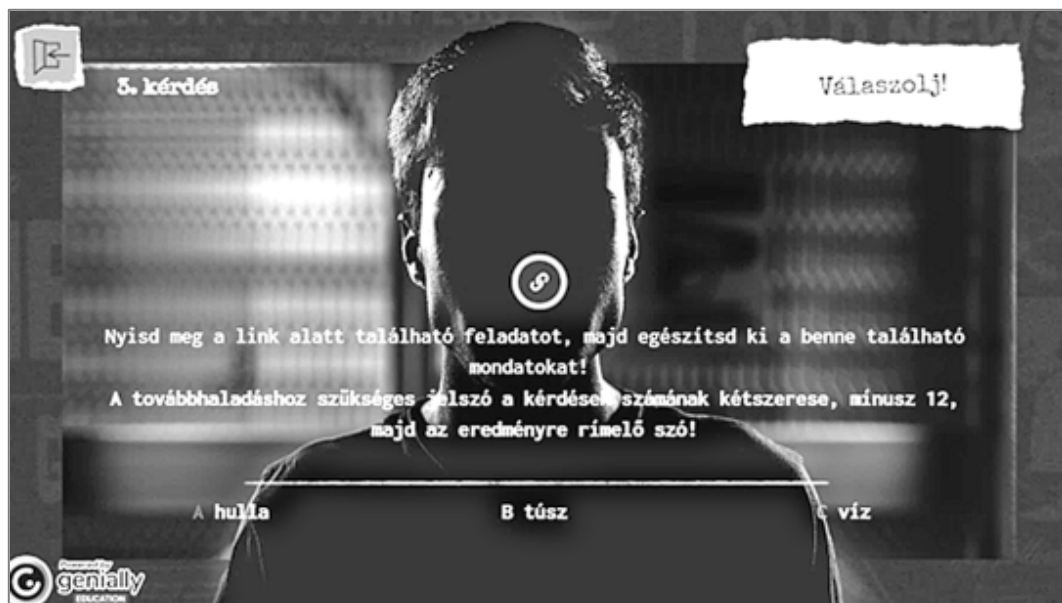 3. kérdés
Válaszolj!
Nyisd meg a link alatt található feladatot, majd egészítsd ki a benne található
mondatokat!
A továbbhaladáshoz szükséges jelszó a kérdések számának kétszerese, mínusz 12,
majd az eredményre rímelő szó!
A hulla
B túsz
C víz
Powered by
genially
EDUCATION